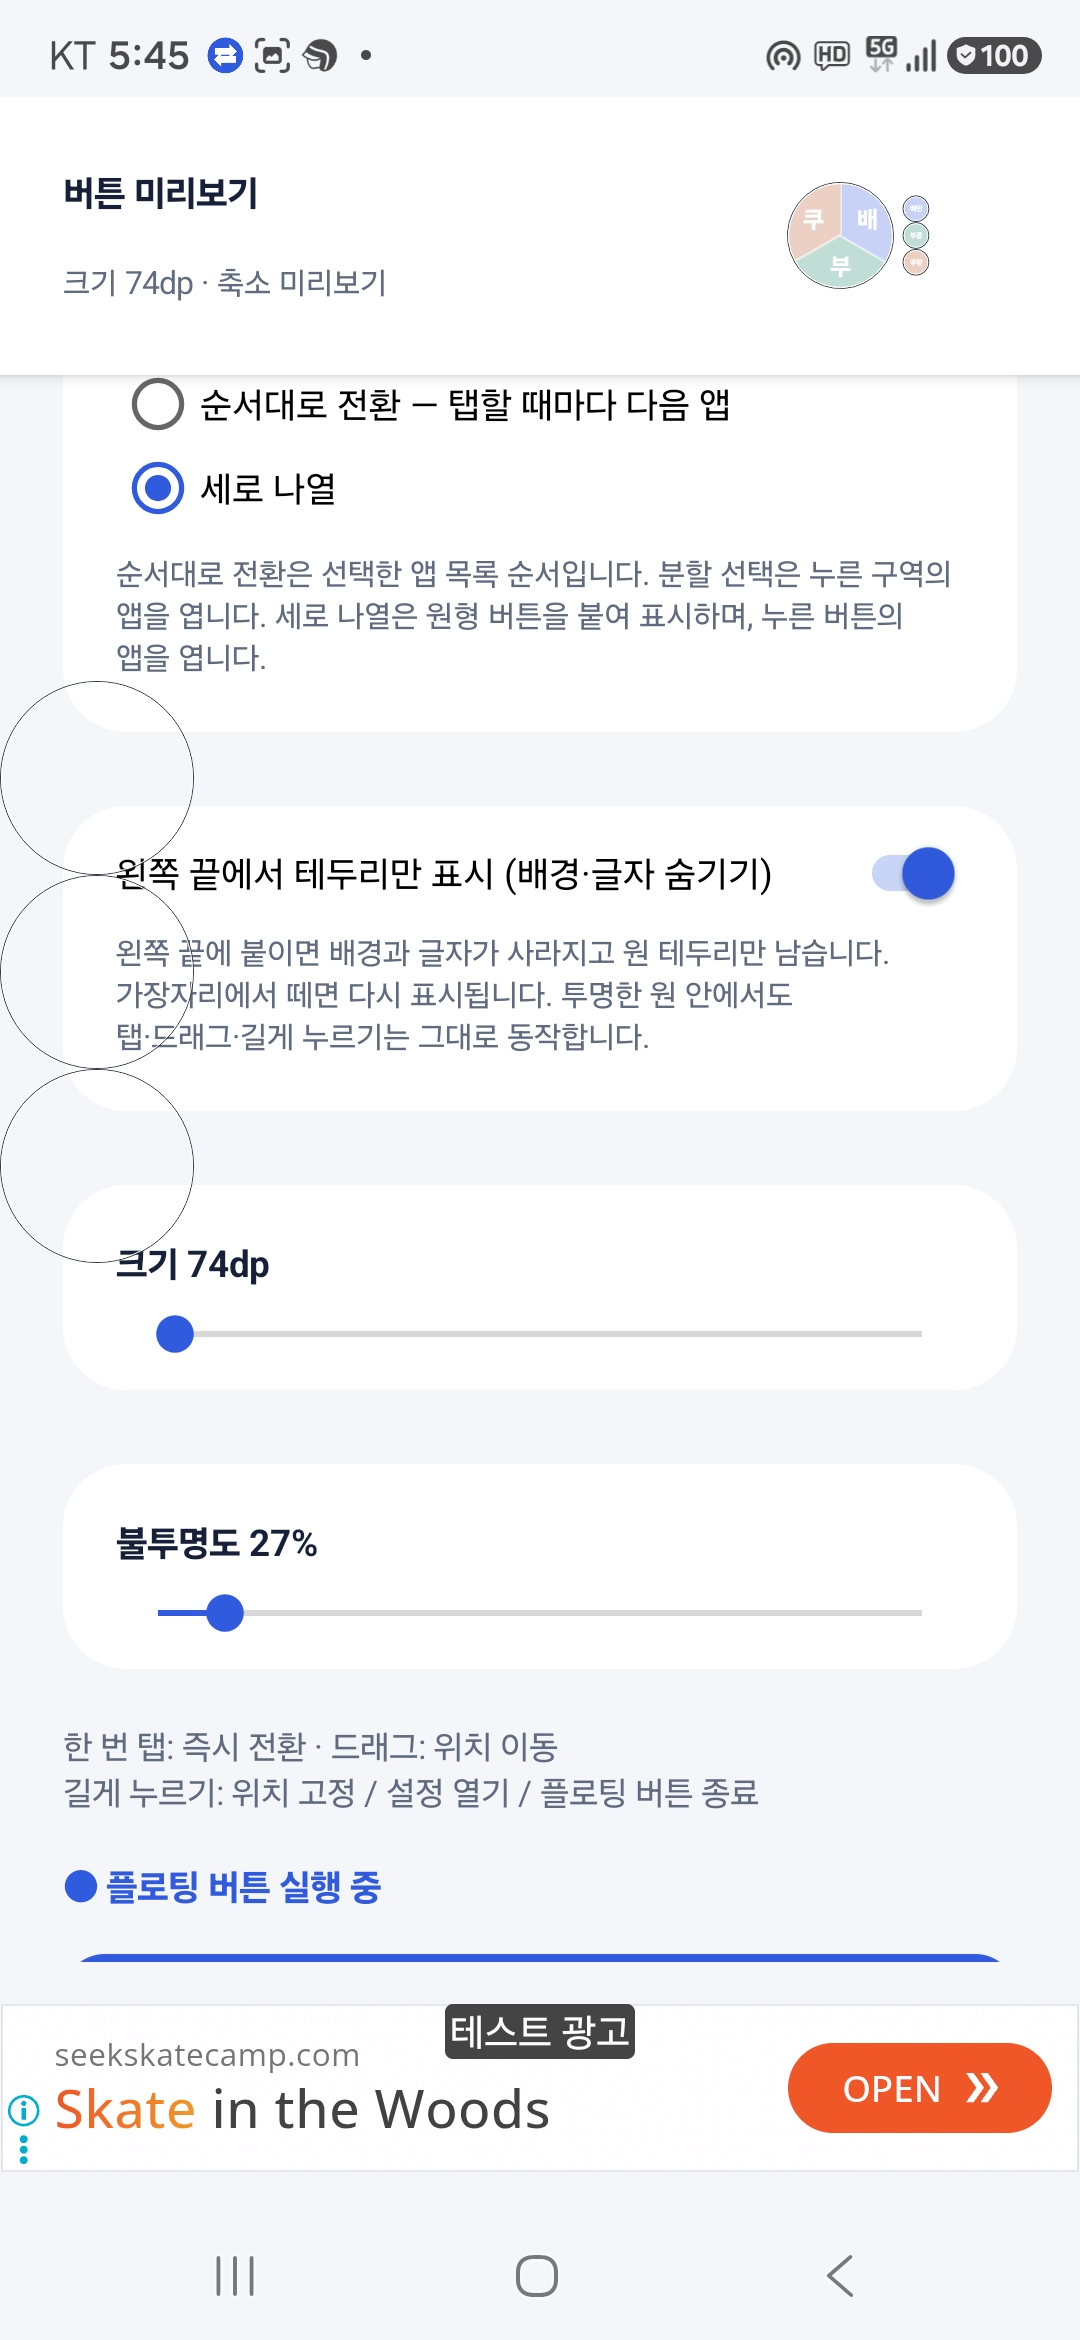 KT 5:45
HD 5G 100
버튼 미리보기
크기 74dp · 축소 미리보기
쿠 배 부
순서대로 전환 – 탭할 때마다 다음 앱
세로 나열
순서대로 전환은 선택한 앱 목록 순서입니다. 분할 선택은 누른 구역의
앱을 엽니다. 세로 나열은 원형 버튼을 붙여 표시하며, 누른 버튼의
앱을 엽니다.
왼쪽 끝에서 테두리만 표시 (배경·글자 숨기기)
왼쪽 끝에 붙이면 배경과 글자가 사라지고 원 테두리만 남습니다.
가장자리에서 떼면 다시 표시됩니다. 투명한 원 안에서도
탭·드래그·길게 누르기는 그대로 동작합니다.
크기 74dp
불투명도 27%
한 번 탭: 즉시 전환 · 드래그: 위치 이동
길게 누르기: 위치 고정 / 설정 열기 / 플로팅 버튼 종료
플로팅 버튼 실행 중
테스트 광고
seekskatecamp.com
Skate in the Woods
OPEN